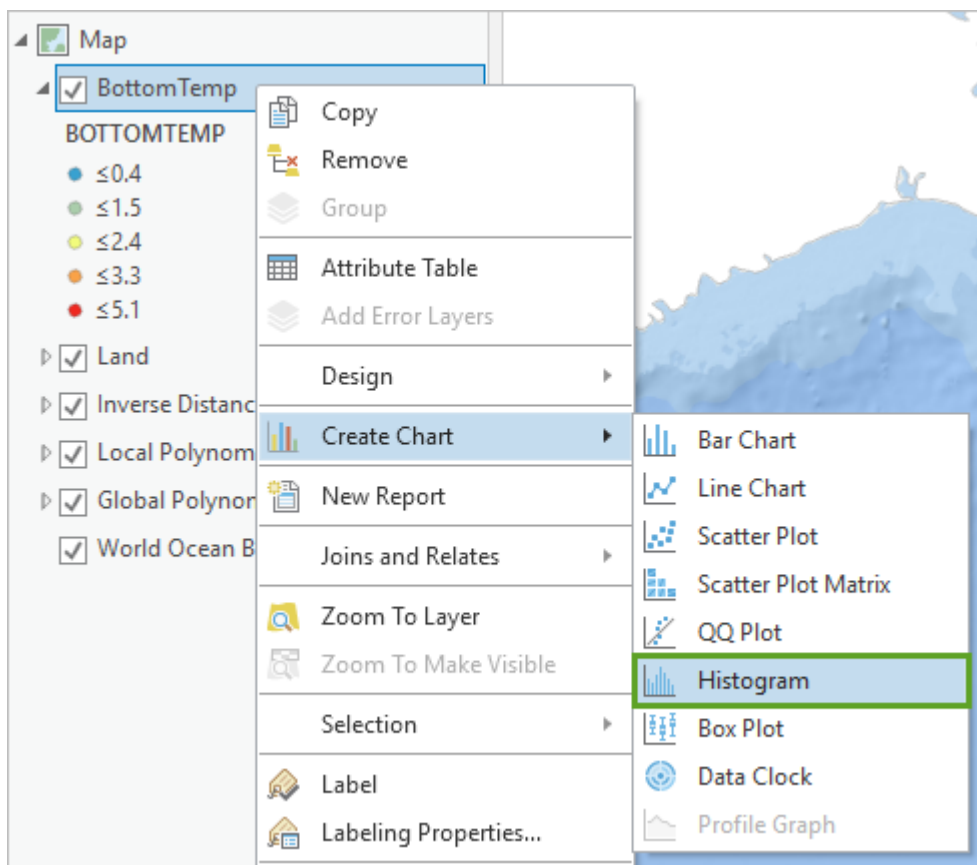 Map
BottomTemp
BOTTOMTEMP
≤0.4
≤1.5
≤2.4
≤3.3
≤5.1
Land
Inverse Distanc
Local Polynom
Global Polynor
World Ocean B
Copy
Remove
Group
Attribute Table
Add Error Layers
Design
Create Chart
New Report
Joins and Relates
Zoom To Layer
Zoom To Make Visible
Selection
Label
Labeling Properties...
Bar Chart
Line Chart
Scatter Plot
Scatter Plot Matrix
QQ Plot
Histogram
Box Plot
Data Clock
Profile Graph